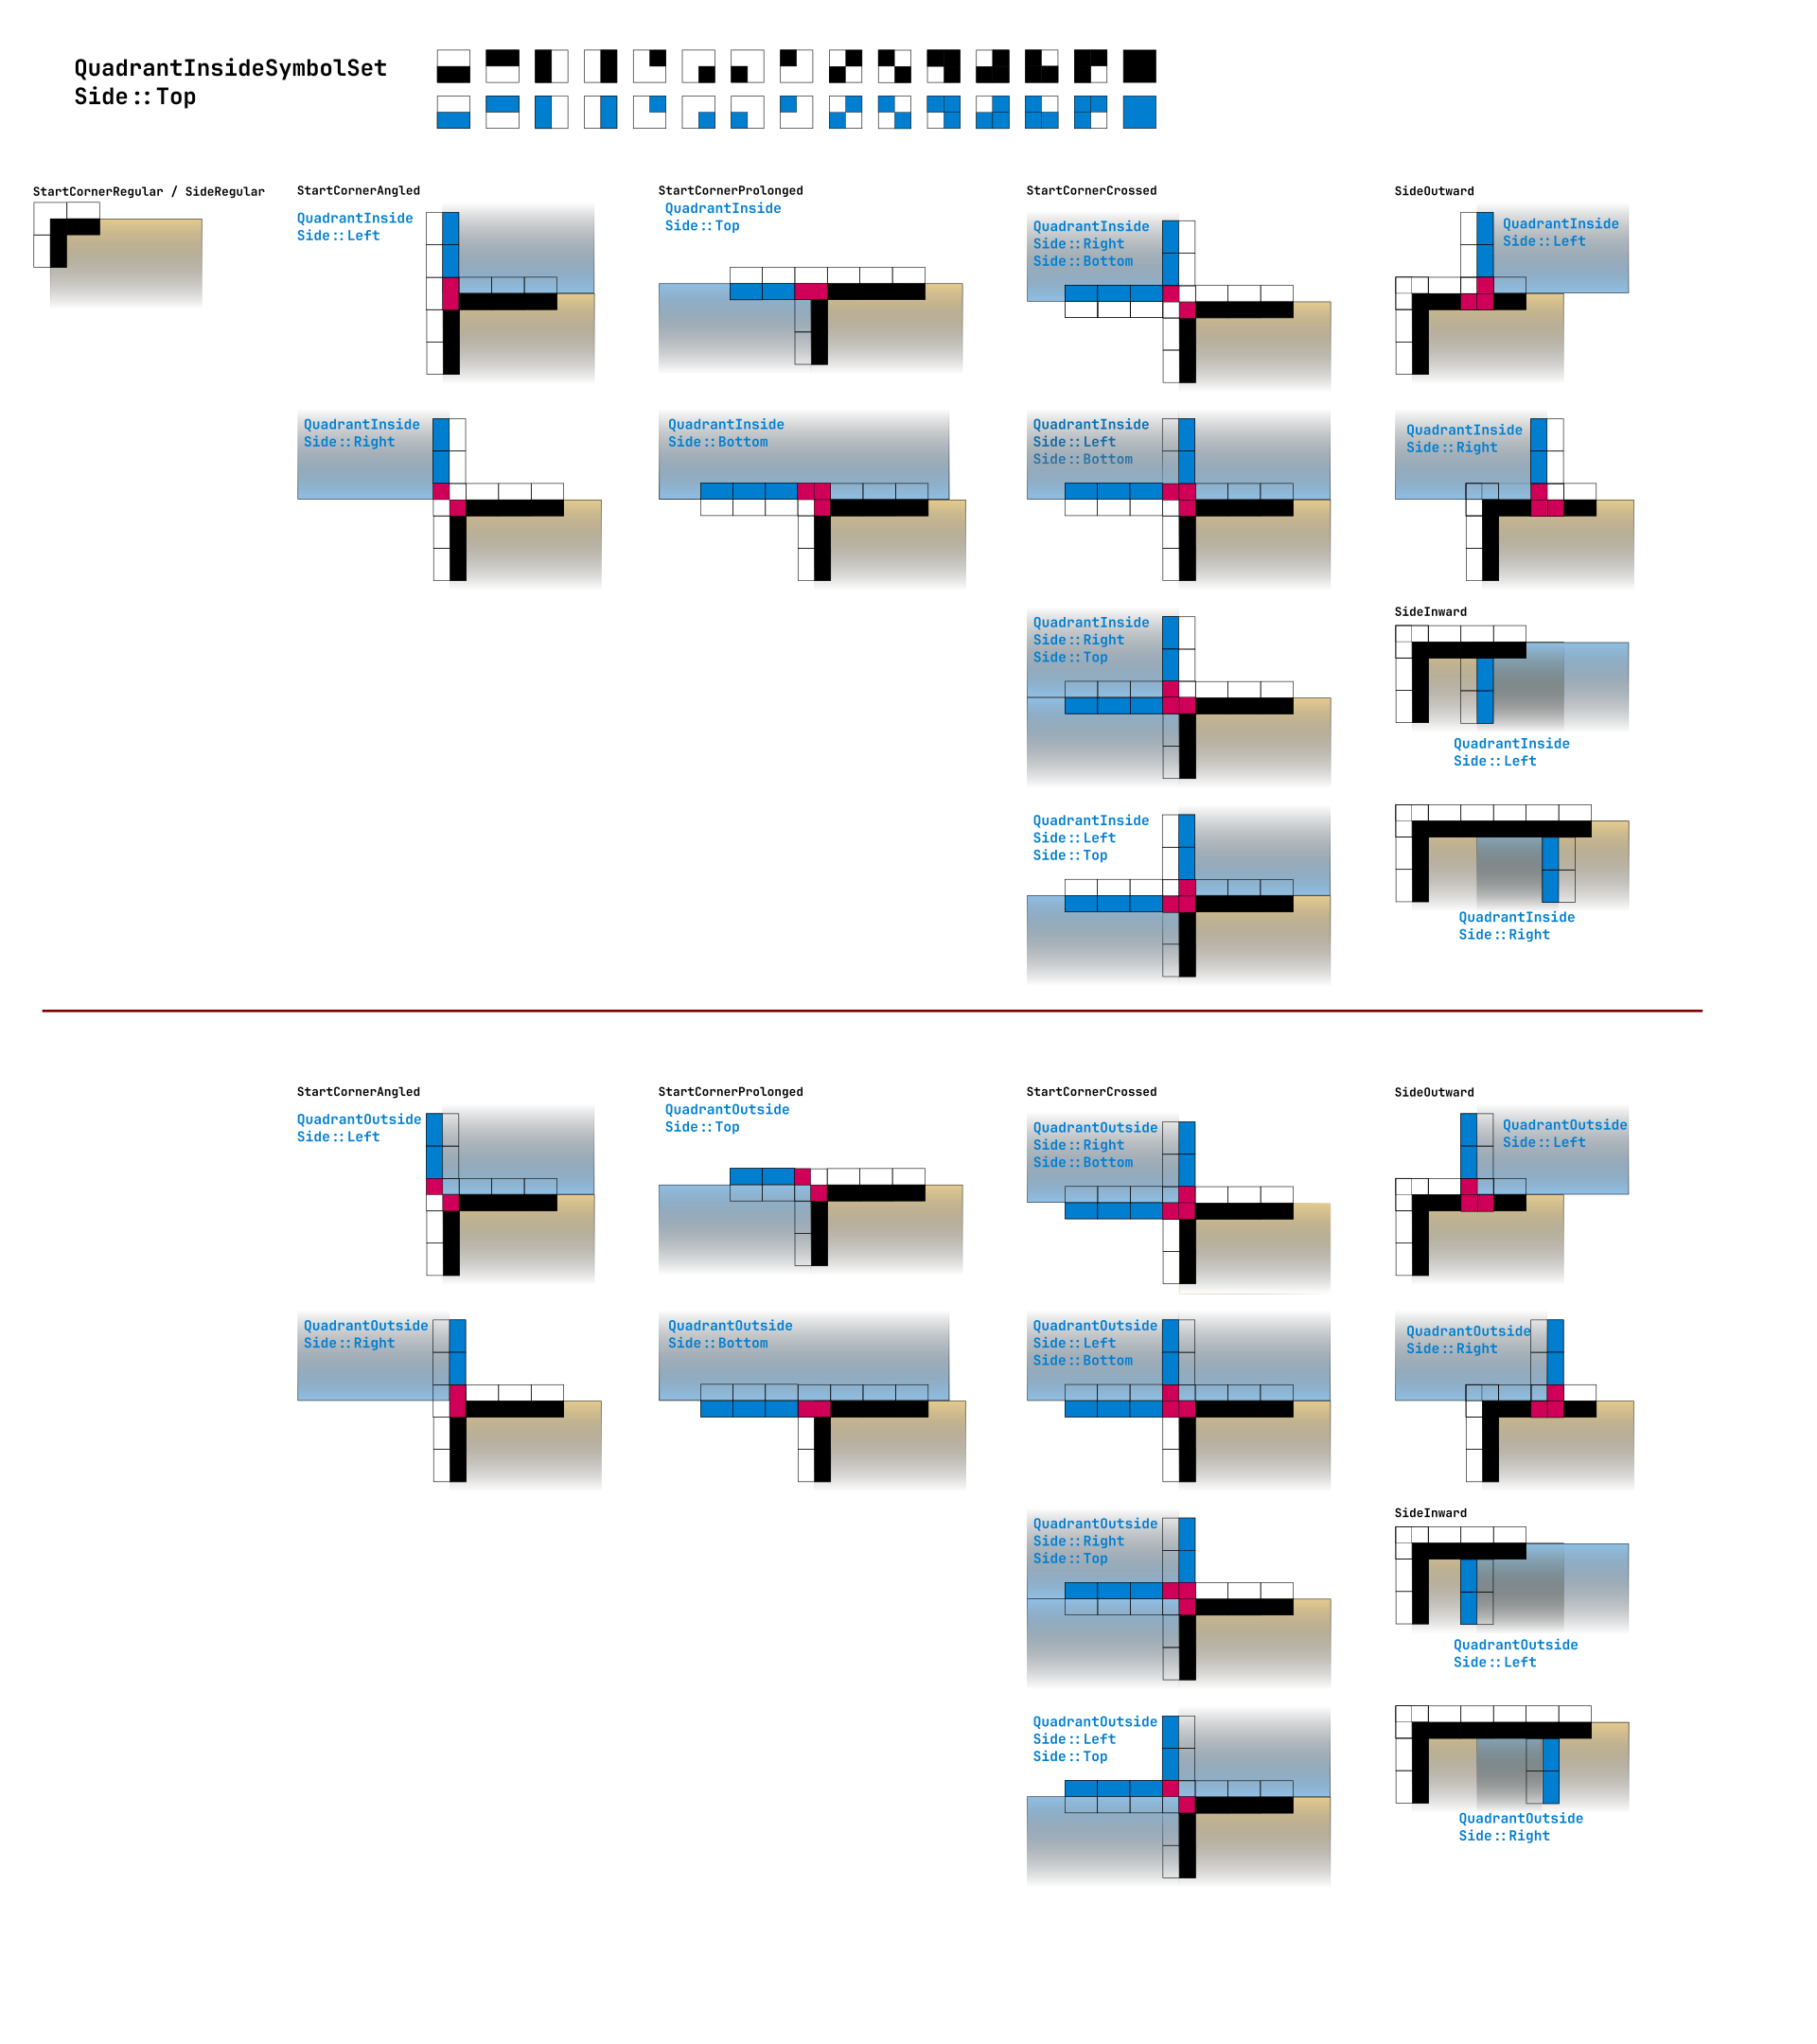 QuadrantInsideSymbolSet
Side::Top
StartCornerRegular / SideRegular
StartCornerAngled
QuadrantInside
Side::Left
QuadrantInside
Side::Right
StartCornerProlonged
QuadrantInside
Side::Top
QuadrantInside
Side::Bottom
StartCornerCrossed
QuadrantInside
Side::Right
Side::Bottom
QuadrantInside
Side::Left
Side::Bottom
QuadrantInside
Side::Right
Side::Top
QuadrantInside
Side::Left
Side::Top
SideOutward
QuadrantInside
Side::Left
QuadrantInside
Side::Right
SideInward
QuadrantInside
Side::Left
QuadrantInside
Side::Right
StartCornerAngled
QuadrantOutside
Side::Left
QuadrantOutside
Side::Right
StartCornerProlonged
QuadrantOutside
Side::Top
QuadrantOutside
Side::Bottom
StartCornerCrossed
QuadrantOutside
Side::Right
Side::Bottom
QuadrantOutside
Side::Left
Side::Bottom
QuadrantOutside
Side::Right
Side::Top
QuadrantOutside
Side::Left
Side::Top
SideOutward
QuadrantOutside
Side::Left
QuadrantOutside
Side::Right
SideInward
QuadrantOutside
Side::Left
QuadrantOutside
Side::Right